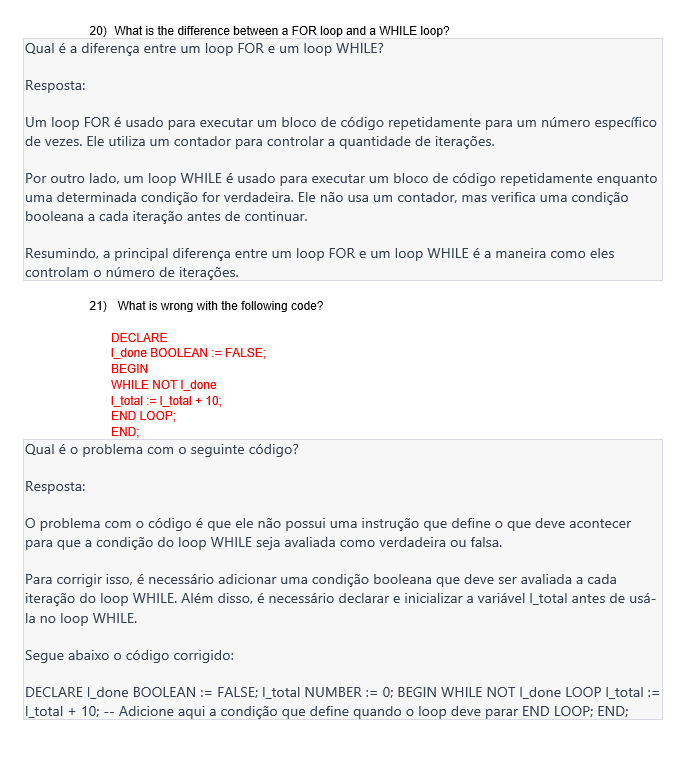 20) What is the difference between a FOR loop and a WHILE loop?
Qual é a diferença entre um loop FOR e um loop WHILE?
Resposta:
Um loop FOR é usado para executar um bloco de código repetidamente para um número específico
de vezes. Ele utiliza um contador para controlar a quantidade de iterações.
Por outro lado, um loop WHILE é usado para executar um bloco de código repetidamente enquanto
uma determinada condição for verdadeira. Ele não usa um contador, mas verifica uma condição
booleana a cada iteração antes de continuar.
Resumindo, a principal diferença entre um loop FOR e um loop WHILE é a maneira como eles
controlam o número de iterações.
21) What is wrong with the following code?
DECLARE
l_done BOOLEAN := FALSE;
BEGIN
WHILE NOT l_done
l_total := l_total + 10;
END LOOP;
END;
Qual é o problema com o seguinte código?
Resposta:
O problema com o código é que ele não possui uma instrução que define o que deve acontecer
para que a condição do loop WHILE seja avaliada como verdadeira ou falsa.
Para corrigir isso, é necessário adicionar uma condição booleana que deve ser avaliada a cada
iteração do loop WHILE. Além disso, é necessário declarar e inicializar a variável l_total antes de usá-
la no loop WHILE.
Segue abaixo o código corrigido:
DECLARE l_done BOOLEAN := FALSE; l_total NUMBER := 0; BEGIN WHILE NOT l_done LOOP l_total :=
l_total + 10; -- Adicione aqui a condição que define quando o loop deve parar END LOOP; END;